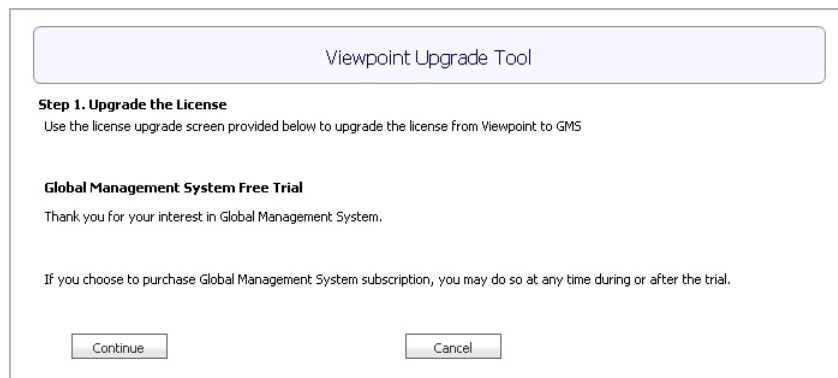 Viewpoint Upgrade Tool
Step 1. Upgrade the License
Use the license upgrade screen provided below to upgrade the license from Viewpoint to GMS
Global Management System Free Trial
Thank you for your interest in Global Management System.
If you choose to purchase Global Management System subscription, you may do so at any time during or after the trial.
Continue
Cancel